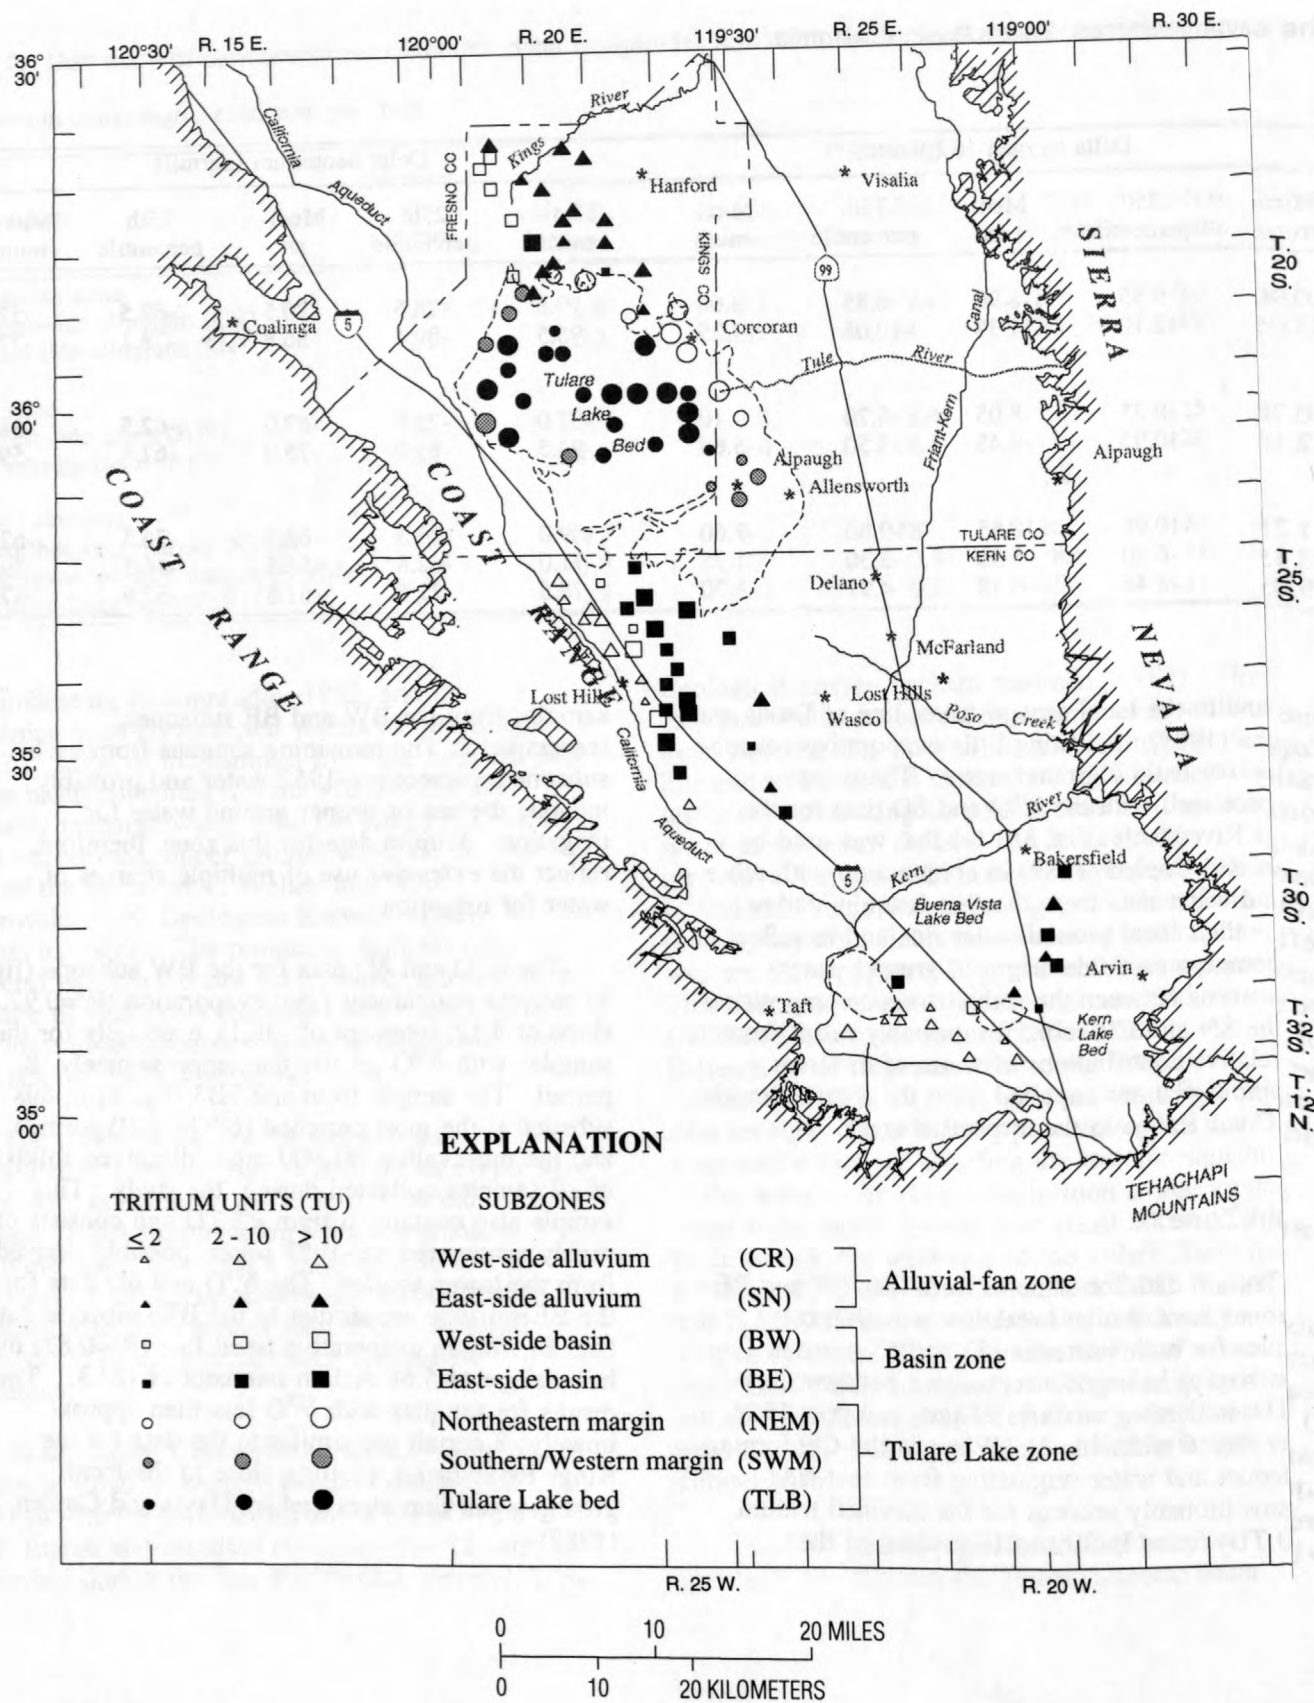 R. 15 E.
R. 20 E.
R. 25 E.
R. 30 E.
120°30'
120°00'
119°30'
119°00'
36°
30'
River
Kings
California
Aqueduct
FRESNO CO
KINGS CO
Hanford
Visalia
99
SIERRA
T.
20
S.
Canal
Coalinga
5
Corcoran
Tule River
Tulare
Lake
Bed
36°
00'
Friant-Kern
Alpaugh
Alpaugh
Allensworth
COAST RANGE
COAST RANGE
TULARE CO
KERN CO
T.
25
S.
Delano
McFarland
NEVADA
Lost Hills
Lost Hills
Wasco
Poso Creek
35°
30'
California
Aqueduct
River
Kern
Bakersfield
5
Buena Vista
Lake Bed
T.
30
S.
Arvin
Taft
Kern
Lake
Bed
T.
32
S.
T.
12
N.
35°
00'
TEHACHAPI
MOUNTAINS
EXPLANATION
TRITIUM UNITS (TU) SUBZONES
≤2 2 - 10 >10
West-side alluvium (CR)
East-side alluvium (SN)
Alluvial-fan zone
West-side basin (BW)
East-side basin (BE)
Basin zone
Northeastern margin (NEM)
Southern/Western margin (SWM)
Tulare Lake bed (TLB)
Tulare Lake zone
R. 25 W.
R. 20 W.
0 10 20 MILES
0 10 20 KILOMETERS